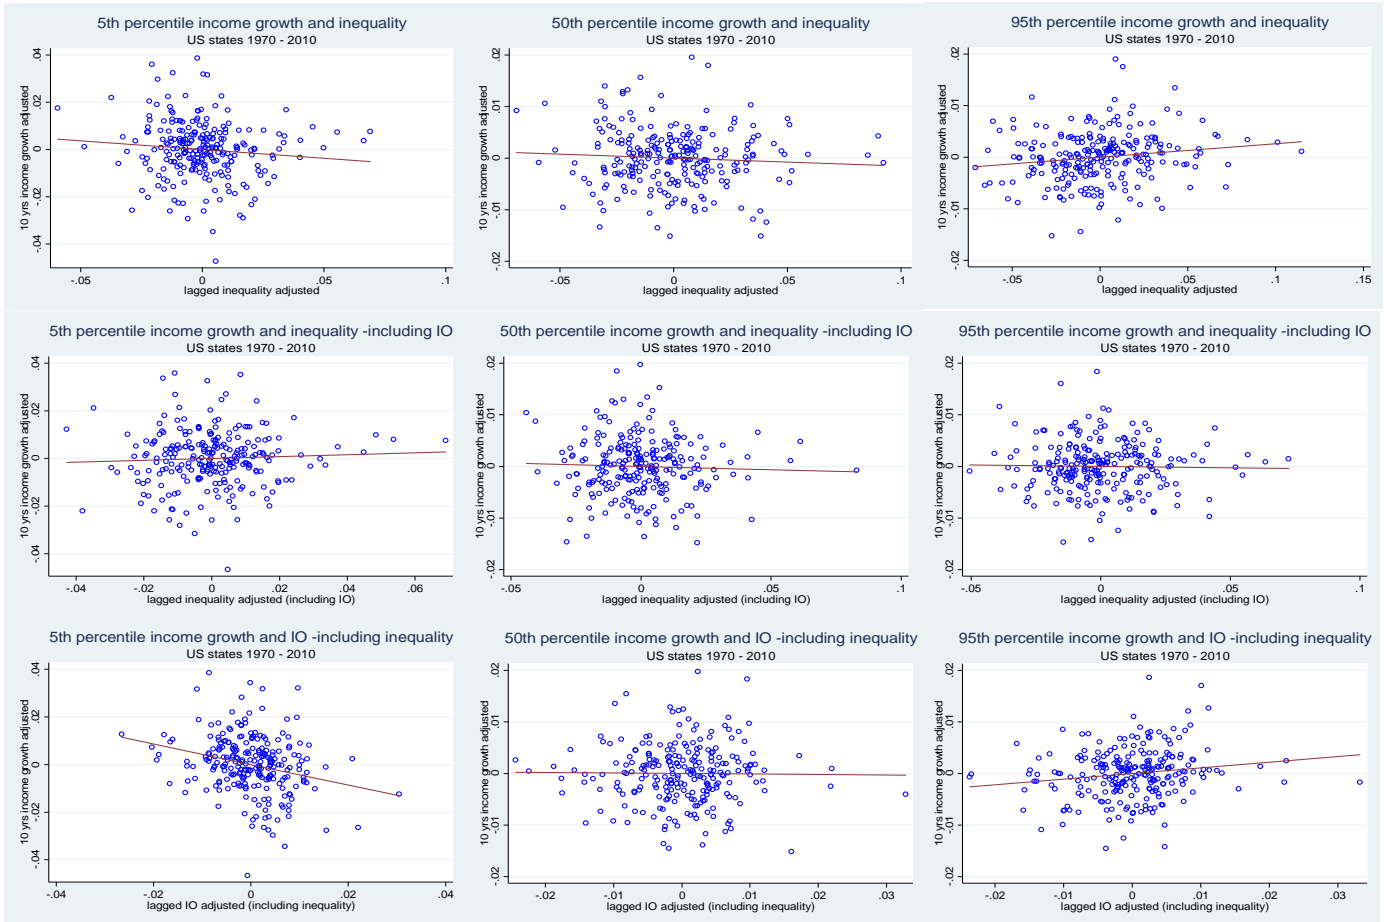 5th percentile income growth and inequality
US states 1970 - 2010
10 yrs income growth adjusted
.04
.02
0
-.02
-.04
-.05
0
.05
.1
lagged inequality adjusted
50th percentile income growth and inequality
US states 1970 - 2010
10 yrs income growth adjusted
.02
.01
0
-.01
-.02
-.05
0
.05
.1
lagged inequality adjusted
95th percentile income growth and inequality
US states 1970 - 2010
10 yrs income growth adjusted
.02
.01
0
-.01
-.02
-.05
0
.05
.1
.15
lagged inequality adjusted
5th percentile income growth and inequality -including IO
US states 1970 - 2010
10 yrs income growth adjusted
.04
.02
0
-.02
-.04
-.04
-.02
0
.02
.04
.06
lagged inequality adjusted (including IO)
50th percentile income growth and inequality -including IO
US states 1970 - 2010
10 yrs income growth adjusted
.02
.01
0
-.01
-.02
-.05
0
.05
.1
lagged inequality adjusted (including IO)
95th percentile income growth and inequality -including IO
US states 1970 - 2010
10 yrs income growth adjusted
.02
.01
0
-.01
-.02
-.05
0
.05
.1
lagged inequality adjusted (including IO)
5th percentile income growth and IO -including inequality
US states 1970 - 2010
10 yrs income growth adjusted
.04
.02
0
-.02
-.04
-.04
-.02
0
.02
.04
lagged IO adjusted (including inequality)
50th percentile income growth and IO -including inequality
US states 1970 - 2010
10 yrs income growth adjusted
.02
.01
0
-.01
-.02
-.02
-.01
0
.01
.02
.03
lagged IO adjusted (including inequality)
95th percentile income growth and IO -including inequality
US states 1970 - 2010
10 yrs income growth adjusted
.02
.01
0
-.01
-.02
-.02
-.01
0
.01
.02
.03
lagged IO adjusted (including inequality)